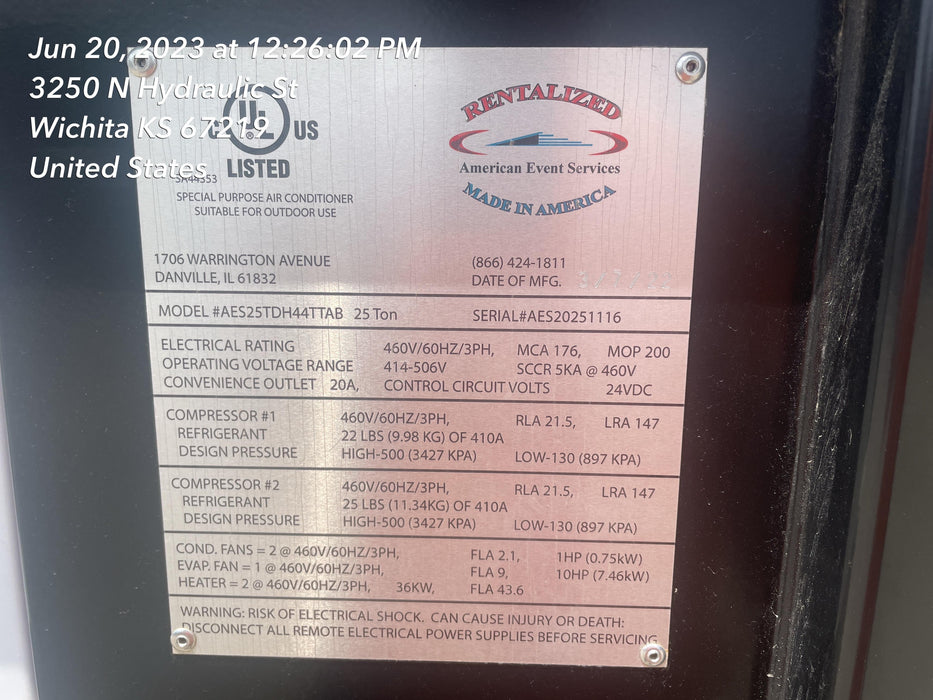 Jun 20, 2023 at 12:26:02 PM
3250 N Hydraulic St
Wichita KS 67219
United States
c UL US
LISTED
SA44353
SPECIAL PURPOSE AIR CONDITIONER
SUITABLE FOR OUTDOOR USE
RENTALIZED
American Event Services
MADE IN AMERICA
1706 WARRINGTON AVENUE
DANVILLE, IL 61832
(866) 424-1811
DATE OF MFG.
MODEL #AES25TDH44TTAB 25 Ton SERIAL#AES20251116
ELECTRICAL RATING 460V/60HZ/3PH, MCA 176, MOP 200
OPERATING VOLTAGE RANGE 414-506V SCCR 5KA @ 460V
CONVENIENCE OUTLET 20A, CONTROL CIRCUIT VOLTS 24VDC
COMPRESSOR #1 460V/60HZ/3PH, RLA 21.5, LRA 147
REFRIGERANT 22 LBS (9.98 KG) OF 410A
DESIGN PRESSURE HIGH-500 (3427 KPA) LOW-130 (897 KPA)
COMPRESSOR #2 460V/60HZ/3PH, RLA 21.5, LRA 147
REFRIGERANT 25 LBS (11.34KG) OF 410A
DESIGN PRESSURE HIGH-500 (3427 KPA) LOW-130 (897 KPA)
COND. FANS = 2 @ 460V/60HZ/3PH, FLA 2.1, 1HP (0.75kW)
EVAP. FAN = 1 @ 460V/60HZ/3PH, FLA 9, 10HP (7.46kW)
HEATER = 2 @ 460V/60HZ/3PH, 36KW, FLA 43.6
WARNING: RISK OF ELECTRICAL SHOCK. CAN CAUSE INJURY OR DEATH:
DISCONNECT ALL REMOTE ELECTRICAL POWER SUPPLIES BEFORE SERVICING